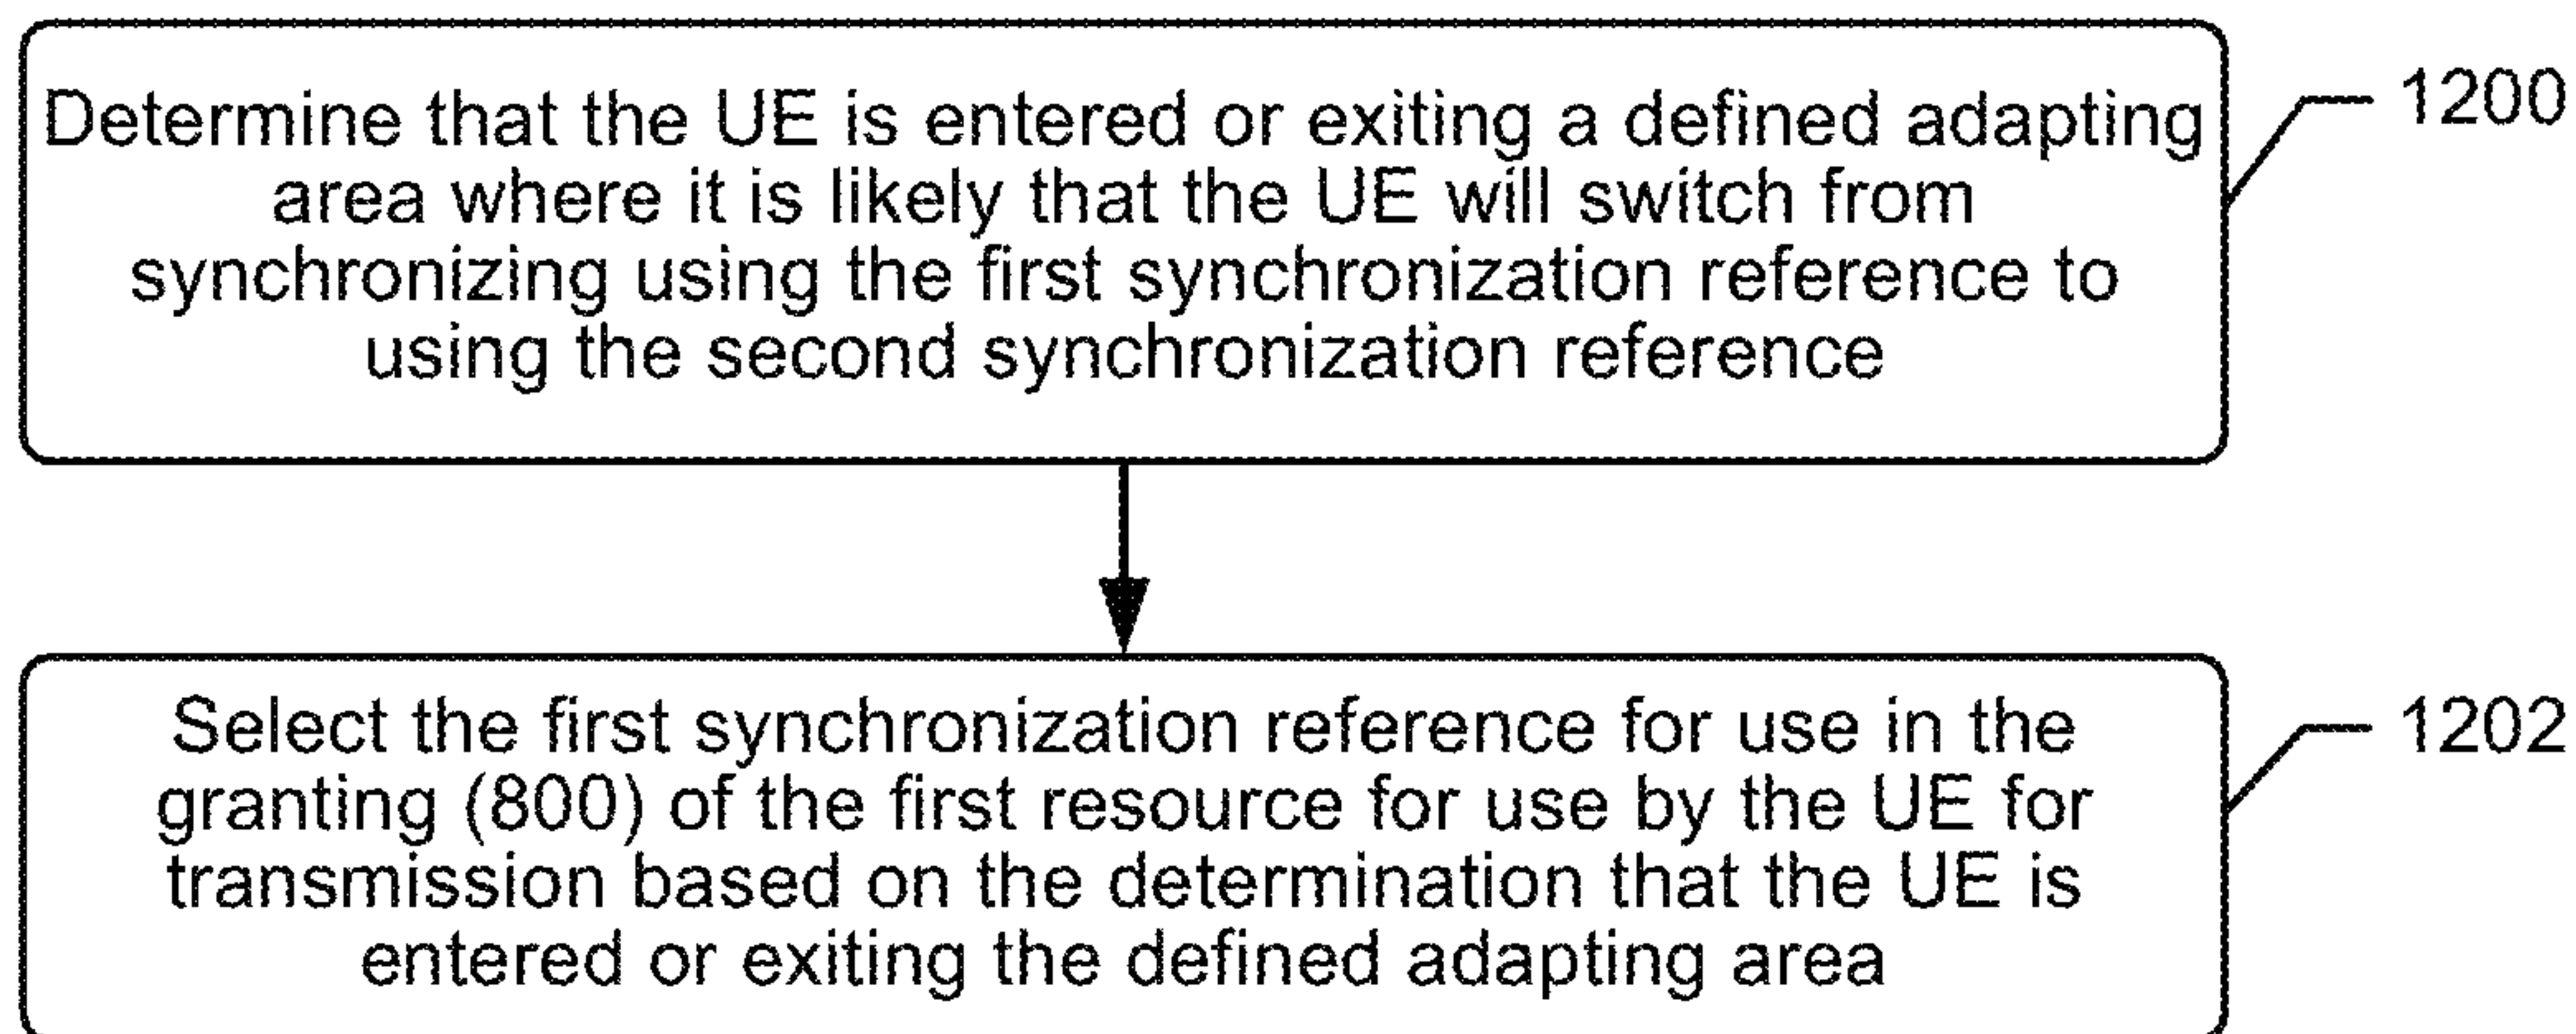 Determine that the UE is entered or exiting a defined adapting
area where it is likely that the UE will switch from
synchronizing using the first synchronization reference to
using the second synchronization reference
1200
Select the first synchronization reference for use in the
granting (800) of the first resource for use by the UE for
transmission based on the determination that the UE is
entered or exiting the defined adapting area
1202